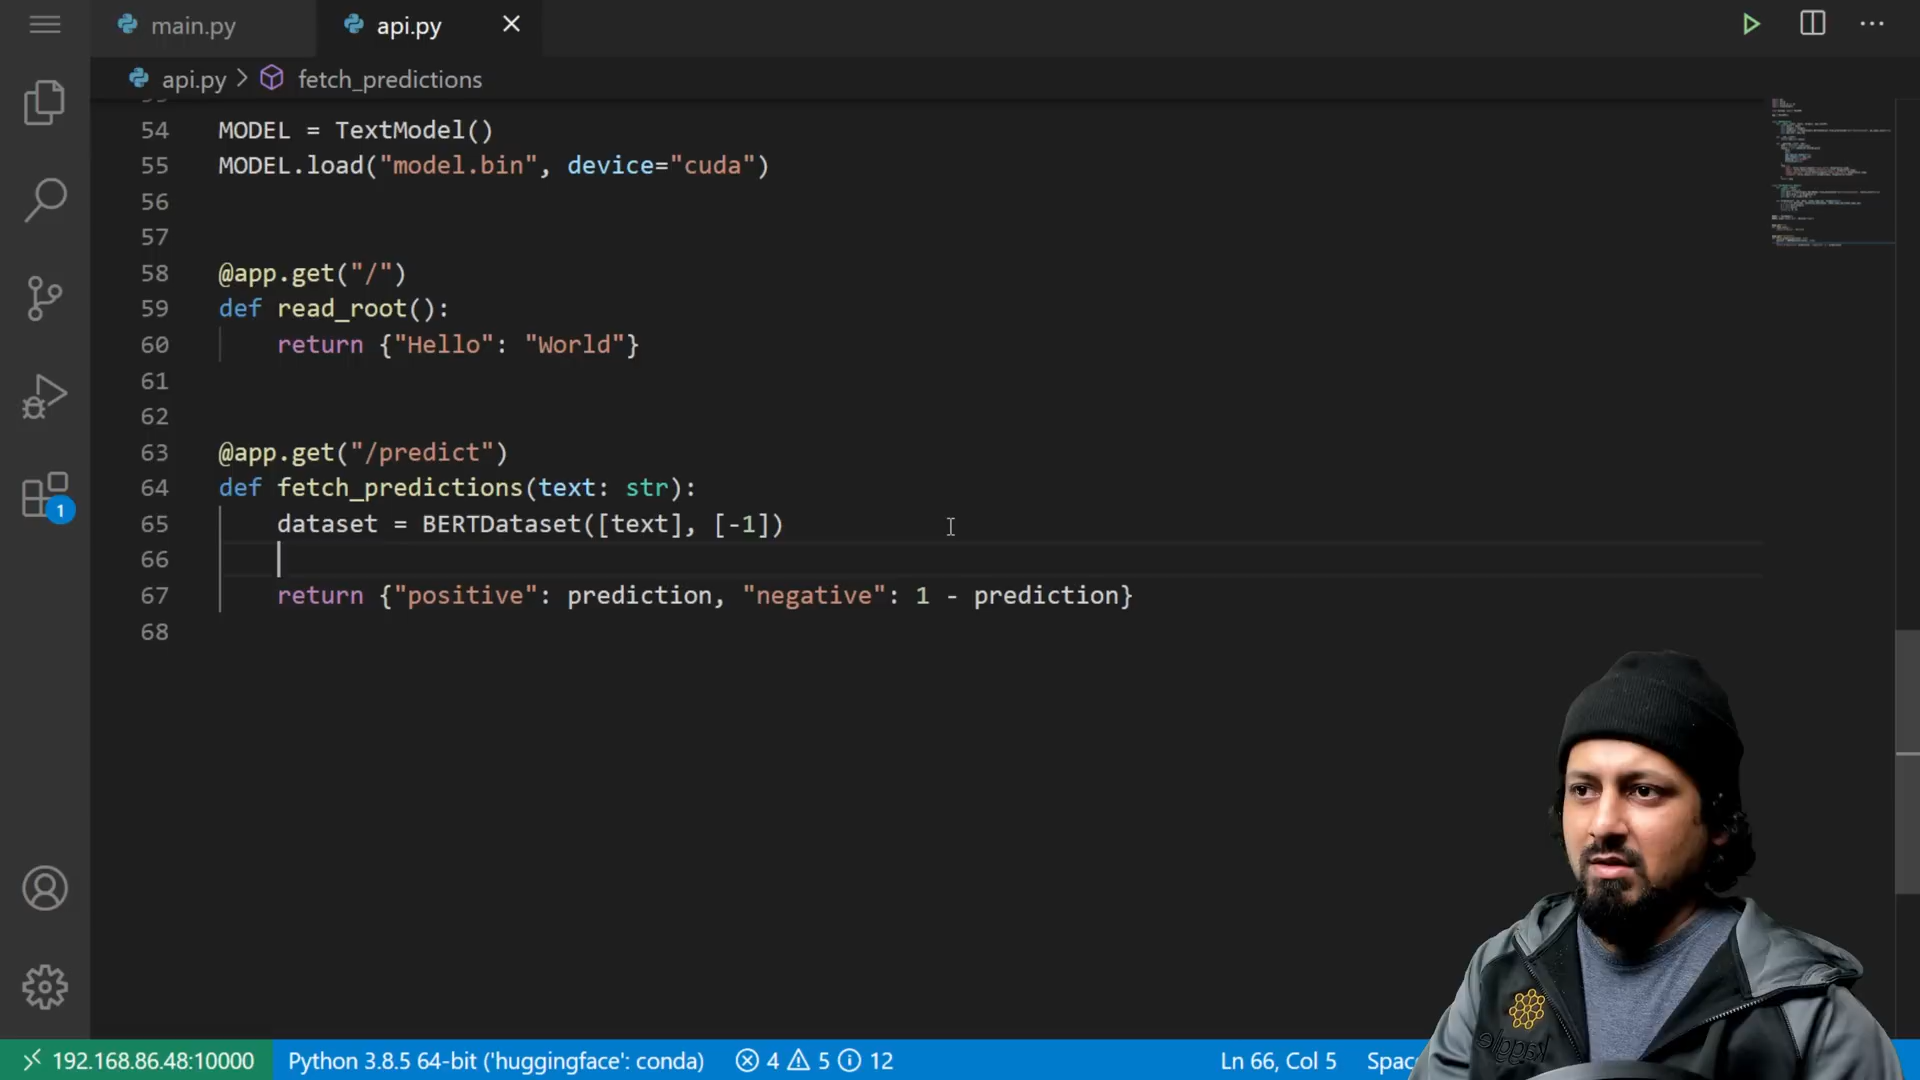 main.py
api.py
api.py > fetch_predictions
54 MODEL = TextModel()
55 MODEL.load("model.bin", device="cuda")
56
57
58 @app.get("/")
59 def read_root():
60 return {"Hello": "World"}
61
62
63 @app.get("/predict")
64 def fetch_predictions(text: str):
65 dataset = BERTDataset([text], [-1])
66
67 return {"positive": prediction, "negative": 1 - prediction}
68
1
kaggle
192.168.86.48:10000 Python 3.8.5 64-bit ('huggingface': conda) 4 5 12 Ln 66, Col 5 Spac